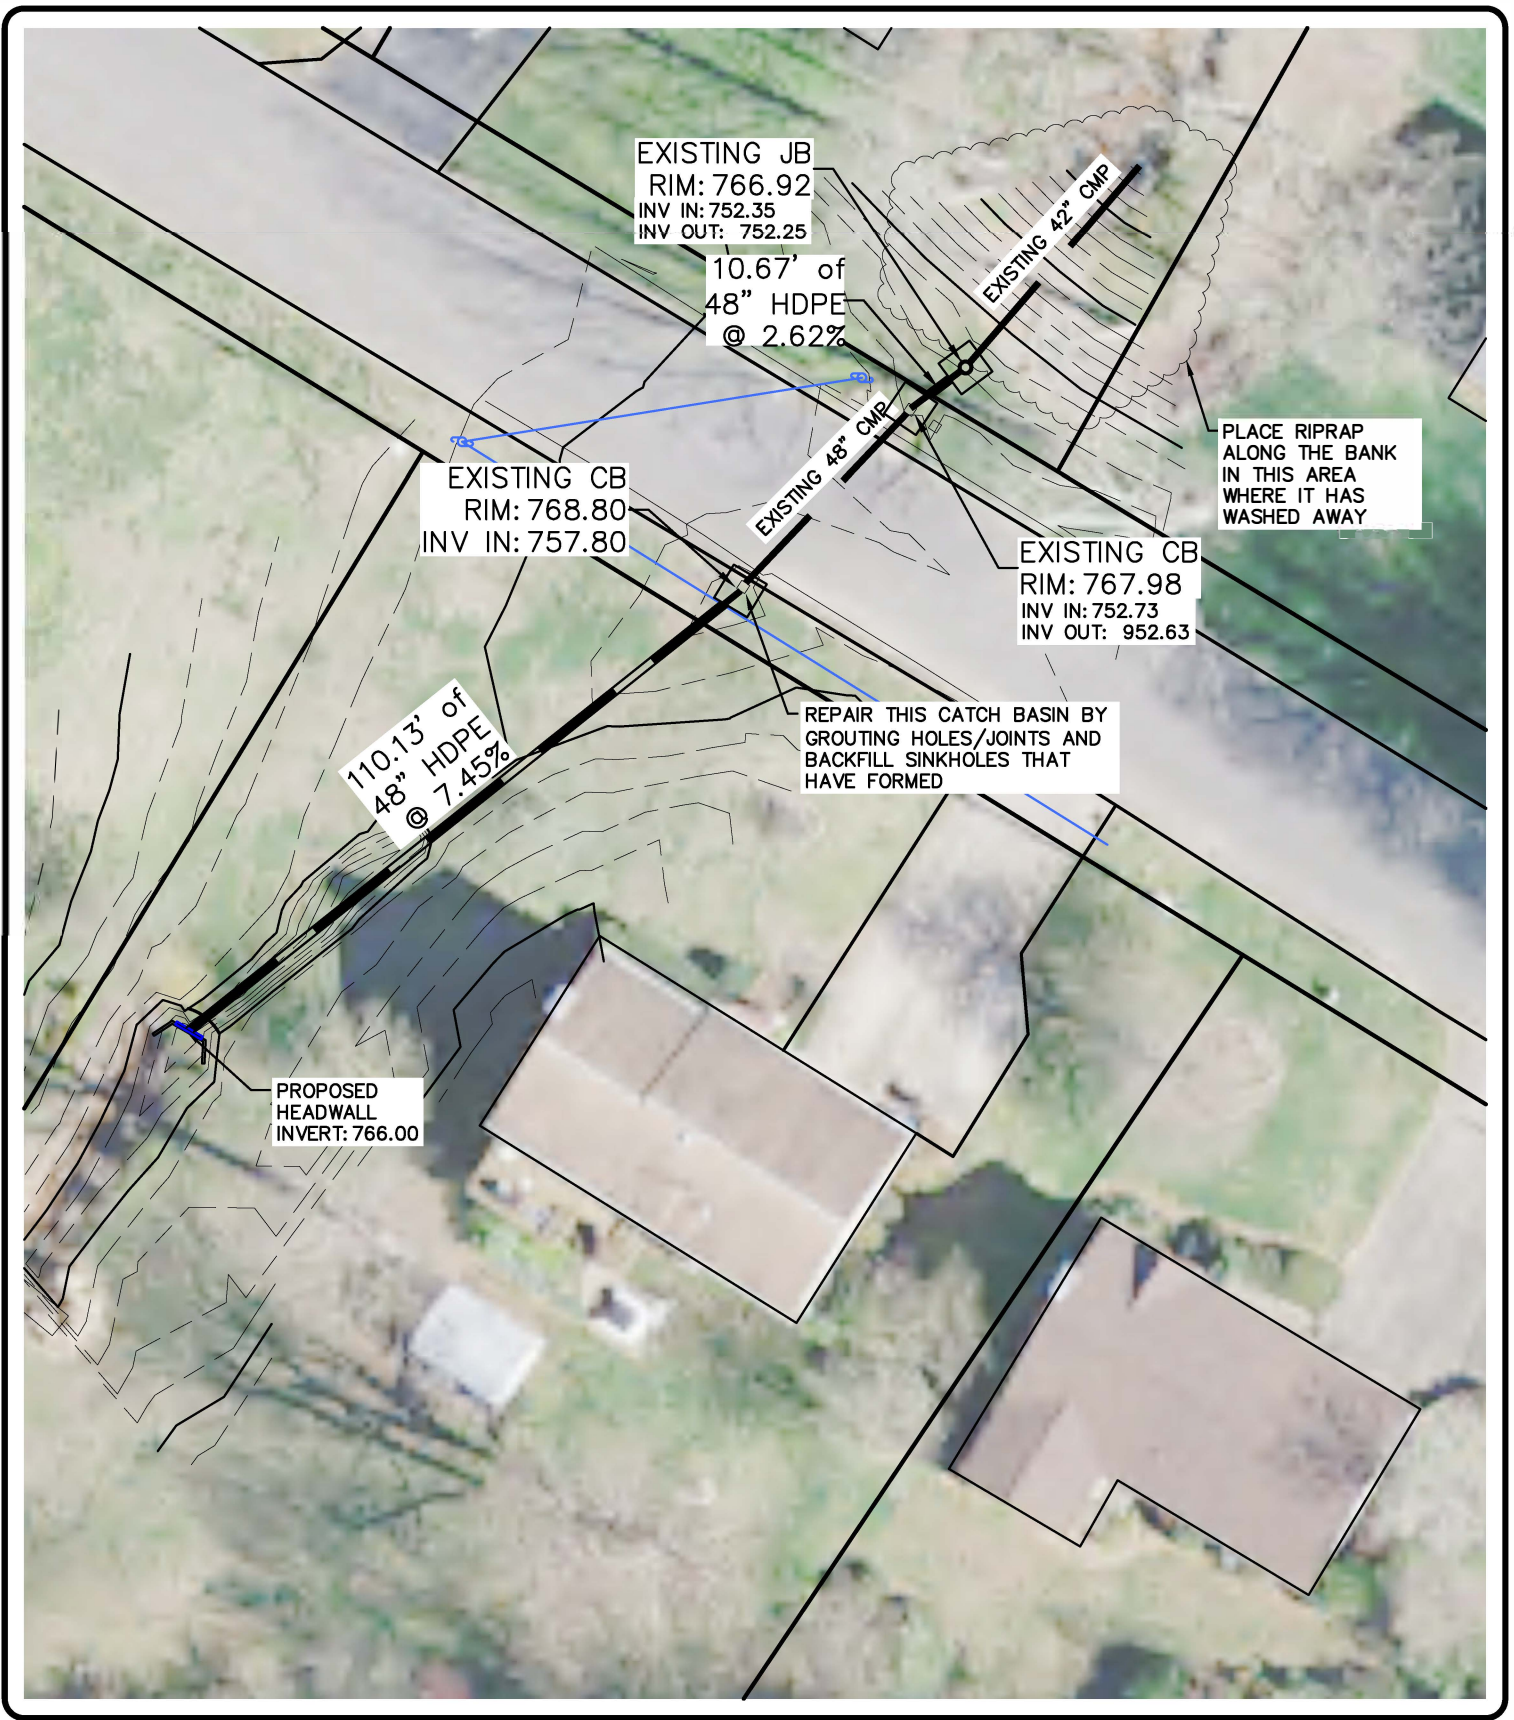 EXISTING JB
RIM: 766.92
INV IN: 752.35
INV OUT: 752.25
10.67' of
48" HDPE
@ 2.62%
EXISTING 42" CMP
EXISTING 48" CMP
PLACE RIPRAP
ALONG THE BANK
IN THIS AREA
WHERE IT HAS
WASHED AWAY
EXISTING CB
RIM: 768.80
INV IN: 757.80
EXISTING CB
RIM: 767.98
INV IN: 752.73
INV OUT: 952.63
110.13' of
48" HDPE
@ 7.45%
REPAIR THIS CATCH BASIN BY
GROUTING HOLES/JOINTS AND
BACKFILL SINKHOLES THAT
HAVE FORMED
PROPOSED
HEADWALL
INVERT: 766.00